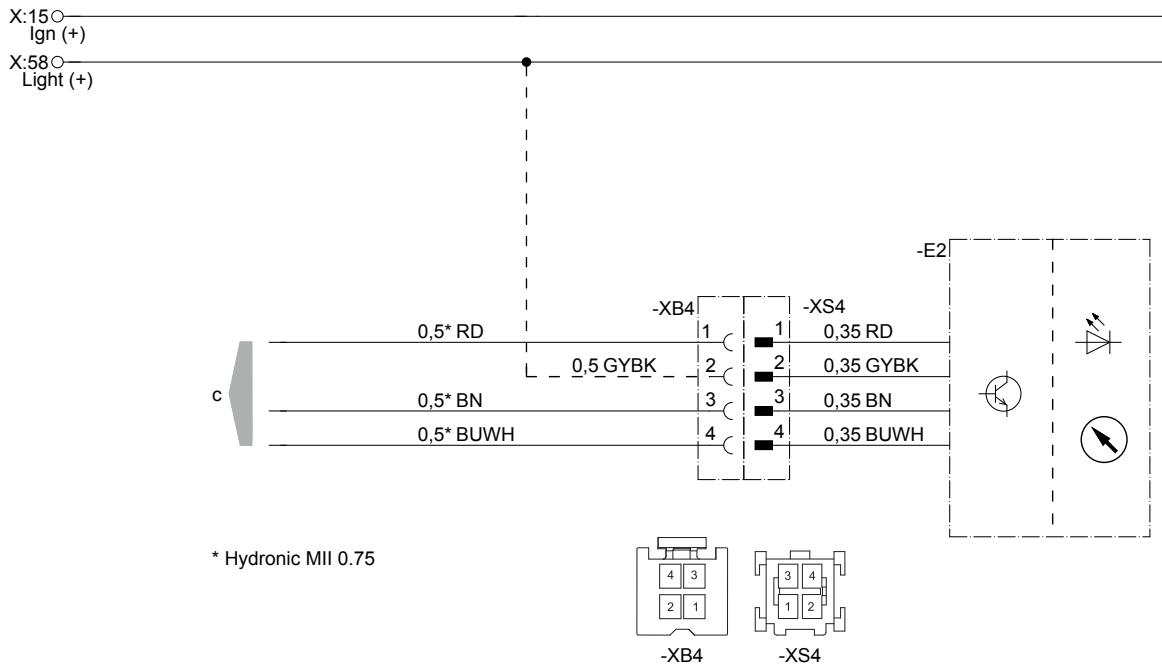 X:15
Ign (+)
X:58
Light (+)
-E2
-XB4
-XS4
0,5* RD
1
1
0,35 RD
0,5 GYBK
2
2
0,35 GYBK
c
0,5* BN
3
3
0,35 BN
0,5* BUWH
4
4
0,35 BUWH
* Hydronic MII 0.75
4 3
3 4
2 1
1 2
-XB4
-XS4